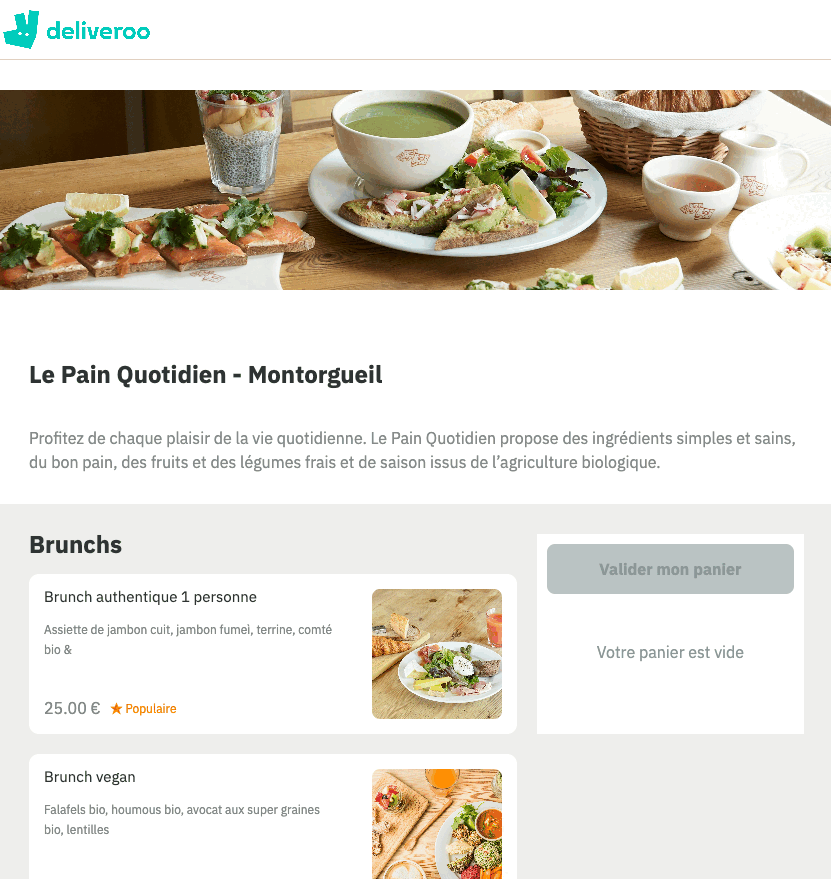 deliveroo
Le Pain Quotidien - Montorgueil
Profitez de chaque plaisir de la vie quotidienne. Le Pain Quotidien propose des ingrédients simples et sains,
du bon pain, des fruits et des légumes frais et de saison issus de l’agriculture biologique.
Brunchs
Brunch authentique 1 personne
Assiette de jambon cuit, jambon fumeì, terrine, comté
bio &
25.00 € ★ Populaire
Valider mon panier
Votre panier est vide
Brunch vegan
Falafels bio, houmous bio, avocat aux super graines
bio, lentilles